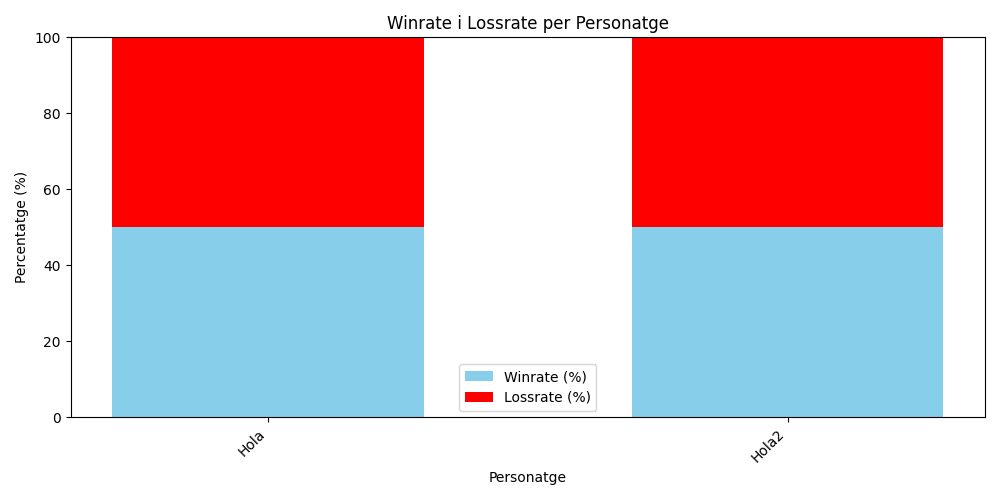 Winrate i Lossrate per Personatge
Percentatge (%)
100
80
60
40
20
0
Winrate (%)
Lossrate (%)
Hola
Hola2
Personatge